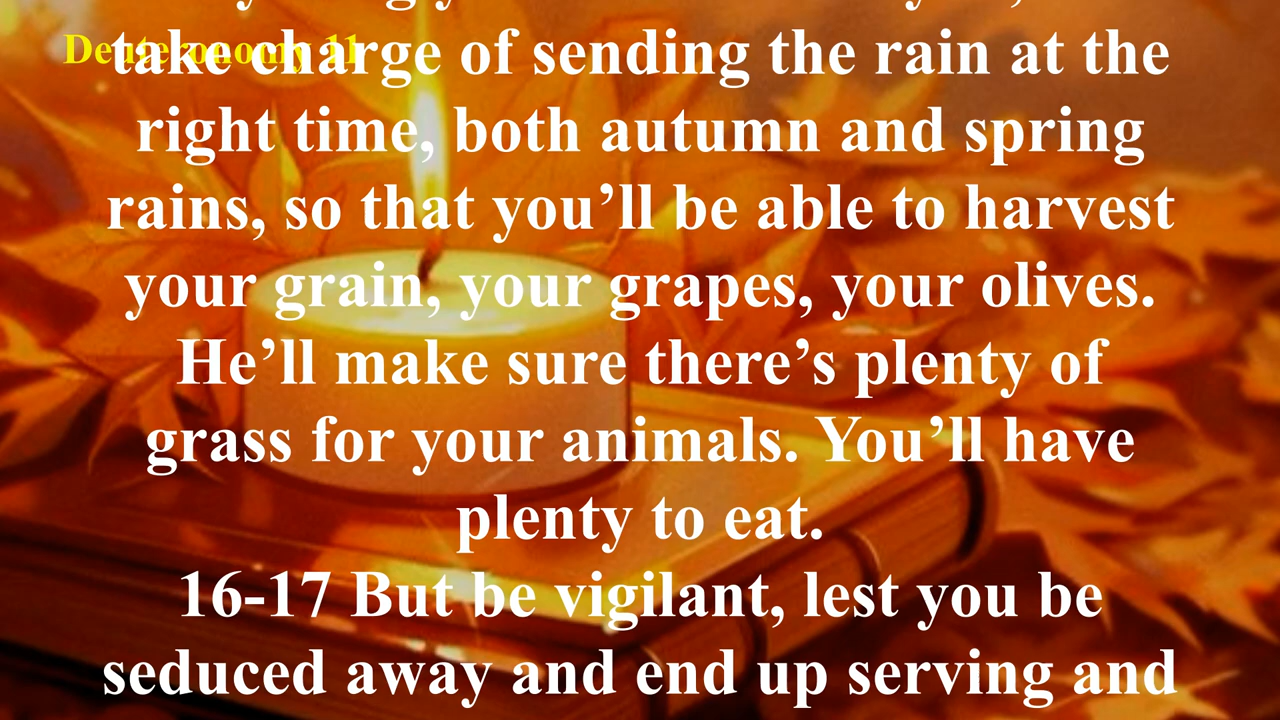 Deuteronomy 11
take charge of sending the rain at the
right time, both autumn and spring
rains, so that you’ll be able to harvest
your grain, your grapes, your olives.
He’ll make sure there’s plenty of
grass for your animals. You’ll have
plenty to eat.
16-17 But be vigilant, lest you be
seduced away and end up serving and